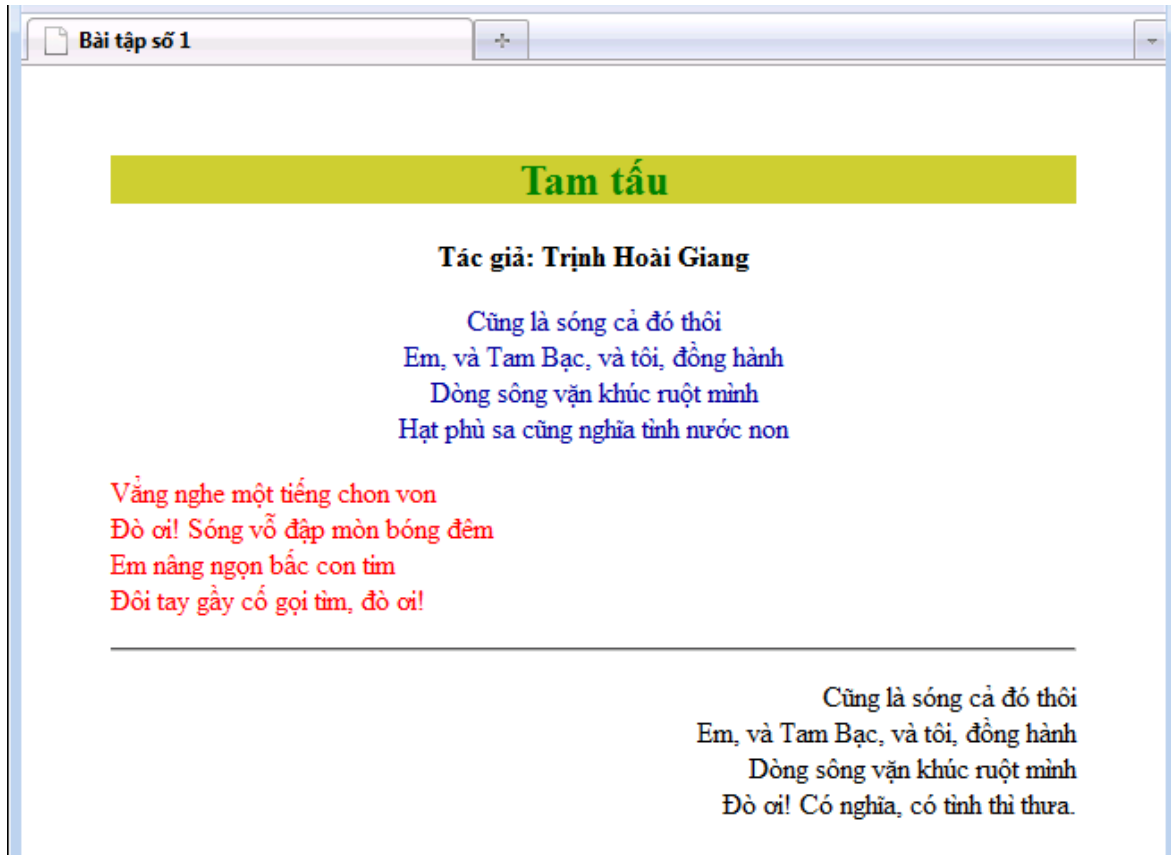 Bài tập số 1
Tam tấu
Tác giả: Trịnh Hoài Giang
Cũng là sóng cả đó thôi
Em, và Tam Bạc, và tôi, đồng hành
Dòng sông vặn khúc ruột mình
Hạt phù sa cũng nghĩa tình nước non
Vẳng nghe một tiếng chon von
Đò ơi! Sóng vỗ đập mòn bóng đêm
Em nâng ngọn bấc con tim
Đôi tay gầy cố gọi tìm, đò ơi!
Cũng là sóng cả đó thôi
Em, và Tam Bạc, và tôi, đồng hành
Dòng sông vặn khúc ruột mình
Đò ơi! Có nghĩa, có tình thì thưa.